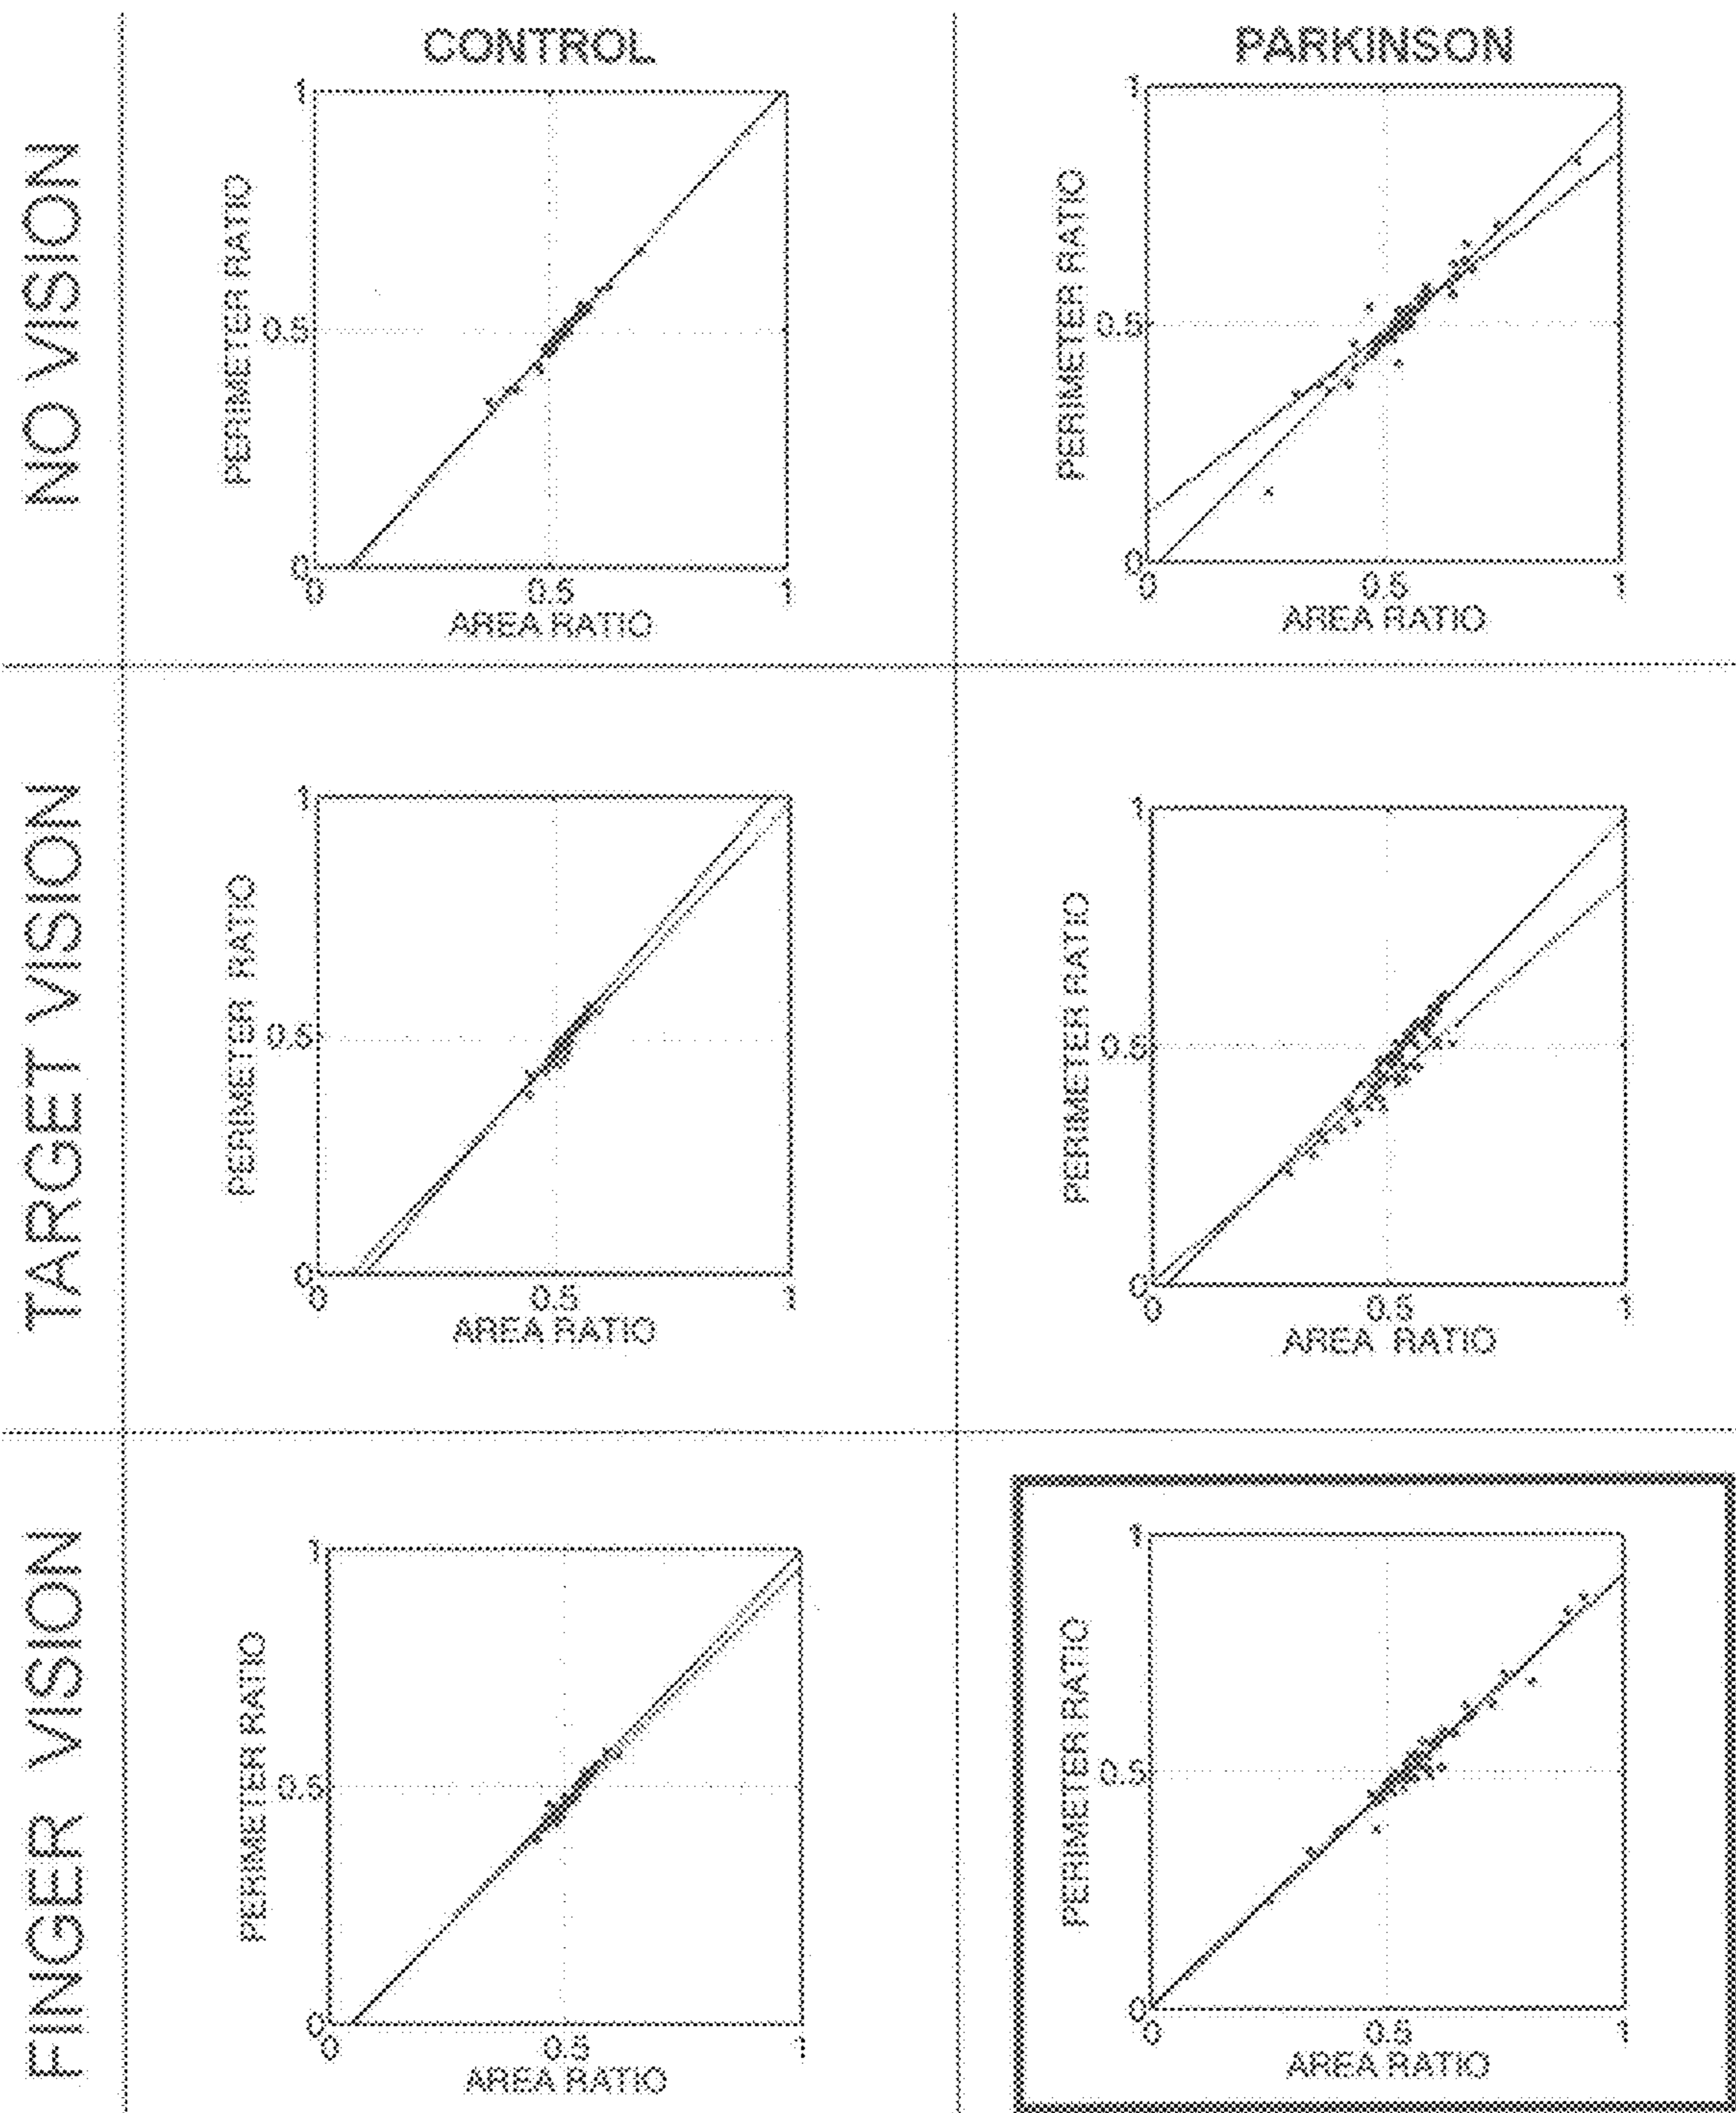 CONTROL
PARKINSON
NO VISION
PERIMETER RATIO
1
0.5
0
0
0.5
1
AREA RATIO
PERIMETER RATIO
1
0.5
0
0
0.5
1
AREA RATIO
TARGET VISION
PERIMETER RATIO
1
0.5
0
0
0.5
1
AREA RATIO
PERIMETER RATIO
1
0.5
0
0
0.5
1
AREA RATIO
FINGER VISION
PERIMETER RATIO
1
0.5
0
0
0.5
1
AREA RATIO
PERIMETER RATIO
1
0.5
0
0
0.5
1
AREA RATIO